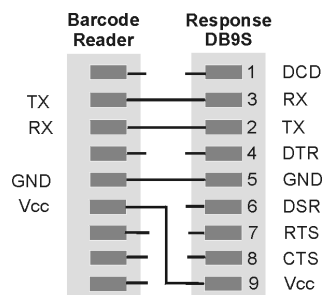 Barcode Reader Response DB9S
1 DCD
TX 3 RX
RX 2 TX
4 DTR
GND 5 GND
Vcc 6 DSR
7 RTS
8 CTS
9 Vcc